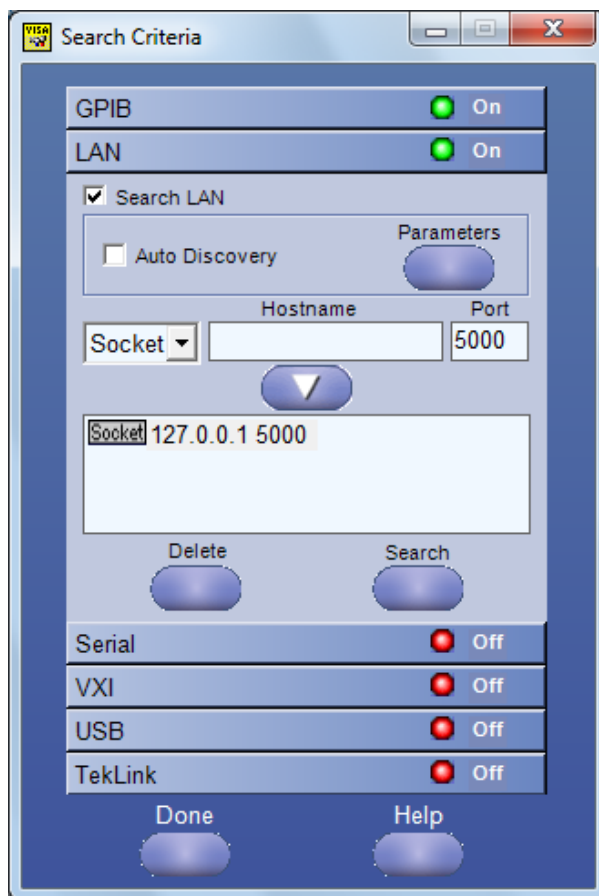 VISA
Search Criteria
GPIB On
LAN On
Search LAN
Auto Discovery
Parameters
Hostname Port
Socket 5000
Socket 127.0.0.1 5000
Delete Search
Serial Off
VXI Off
USB Off
TekLink Off
Done Help